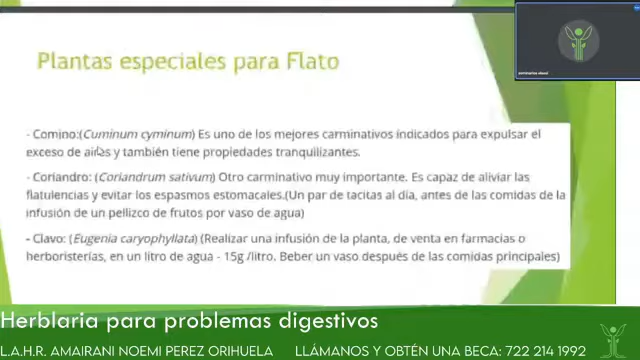 Plantas especiales para Flato
- Comino:(Cuminum cyminum) Es uno de los mejores carminativos indicados para expulsar el
exceso de aires y también tiene propiedades tranquilizantes.
- Coriandro: (Coriandrum sativum) Otro carminativo muy importante. Es capaz de aliviar las
flatulencias y evitar los espasmos estomacales.(Un par de tacitas al día, antes de las comidas de la
infusión de un pellizco de frutos por vaso de agua)
- Clavo: (Eugenia caryophyllata) (Realizar una infusión de la planta, de venta en farmacias o
herboristerías, en un litro de agua - 15g /litro. Beber un vaso después de las comidas principales)
Herblaria para problemas digestivos
L.A.H.R. AMAIRANI NOEMI PEREZ ORIHUELA LLÁMANOS Y OBTÉN UNA BECA: 722 214 1992